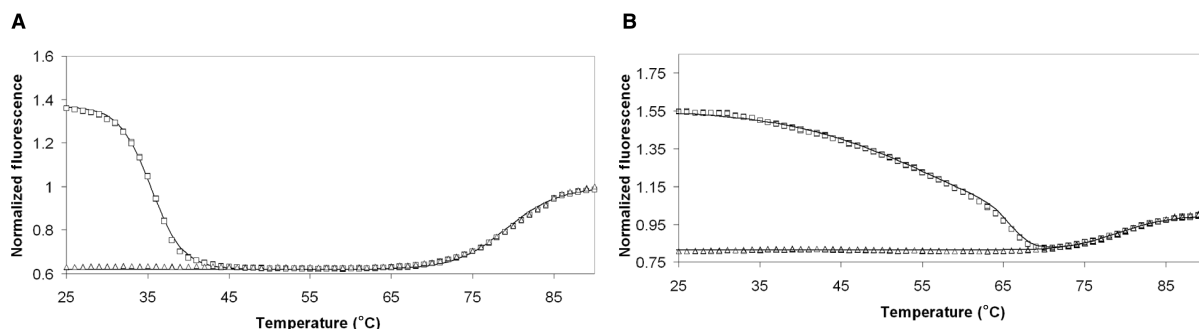 A
Normalized fluorescence
1.6
1.4
1.2
1
0.8
0.6
25 35 45 55 65 75 85
Temperature (°C)
B
Normalized fluorescence
1.75
1.55
1.35
1.15
0.95
0.75
25 35 45 55 65 75 85
Temperature (°C)